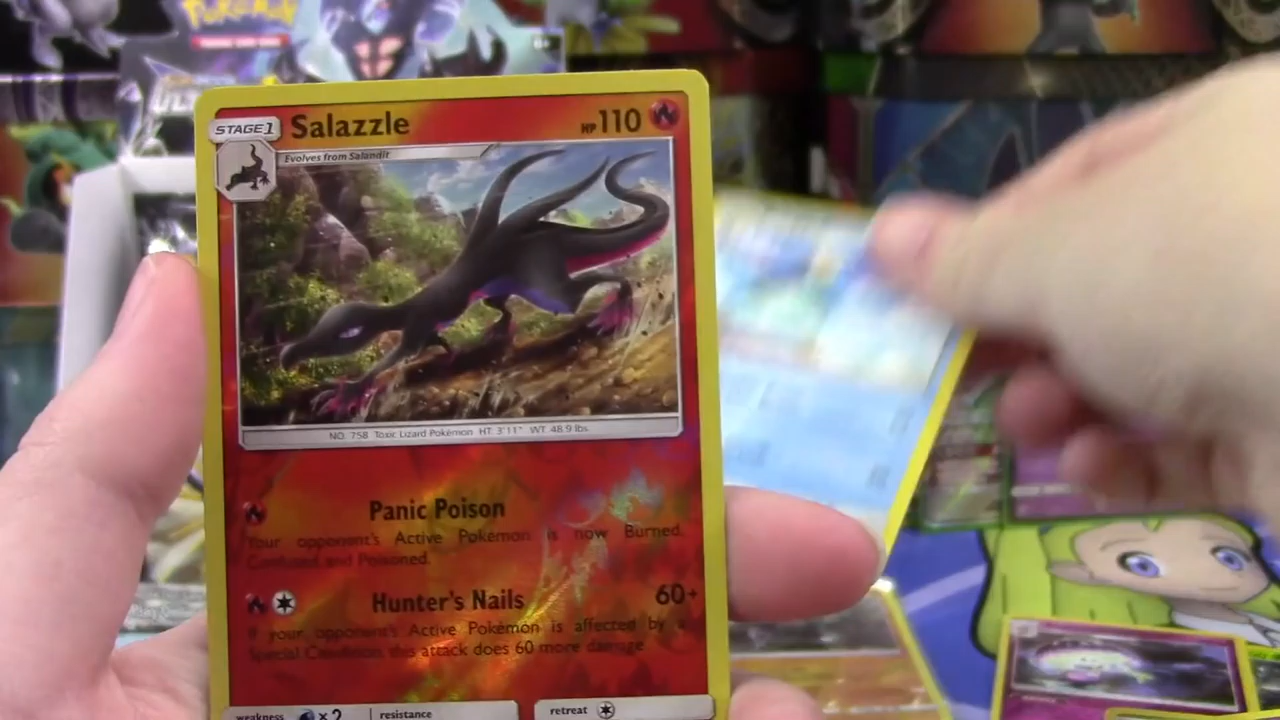 Pokémon
STAGE 1 Salazzle HP 110
Evolves from Salandit
NO. 758 Toxic Lizard Pokémon HT: 3'11" WT: 48.9 lbs
Panic Poison
Your opponent's Active Pokémon is now Burned,
Confused and Poisoned.
Hunter's Nails 60+
If your opponent's Active Pokémon is affected by a
Special Condition, this attack does 60 more damage
weakness ×2 resistance retreat